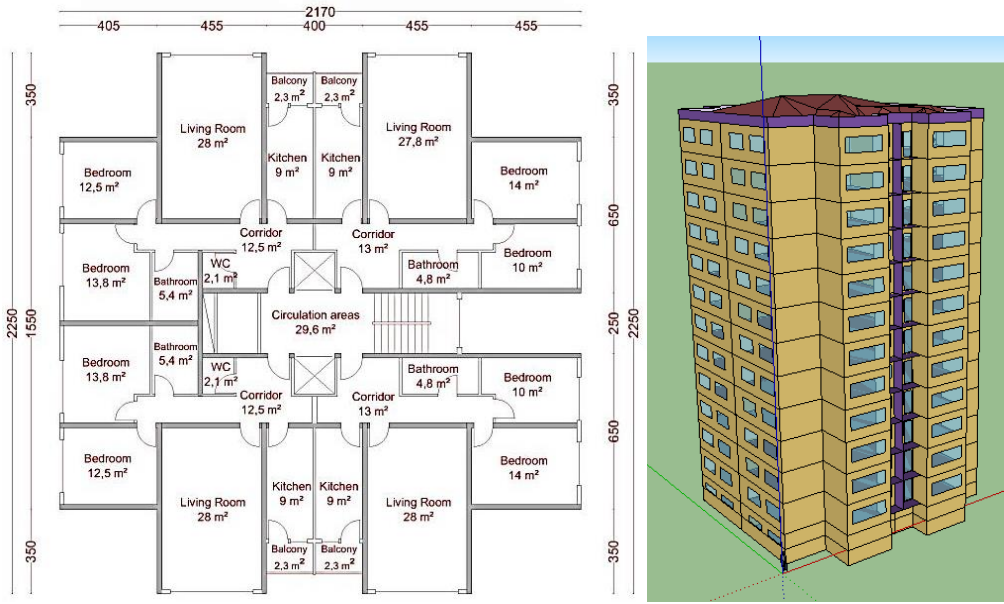 2170
405 455 400 455 455
350 350
Balcony Balcony
2,3 m² 2,3 m²
Living Room Living Room
28 m² 27,8 m²
Kitchen Kitchen
9 m² 9 m²
Bedroom Bedroom
12,5 m² 14 m²
650
Corridor Corridor
12,5 m² 13 m²
WC
2,1 m²
Bedroom Bathroom Bathroom Bedroom
13,8 m² 5,4 m² 4,8 m² 10 m²
2250 1550 250 2250
Circulation areas
29,6 m²
Bedroom Bathroom Bathroom Bedroom
13,8 m² 5,4 m² 4,8 m² 10 m²
WC
2,1 m²
Corridor Corridor
12,5 m² 13 m²
650
Bedroom Bedroom
12,5 m² 14 m²
Kitchen Kitchen
9 m² 9 m²
Living Room Living Room
28 m² 28 m²
Balcony Balcony
2,3 m² 2,3 m²
350 350